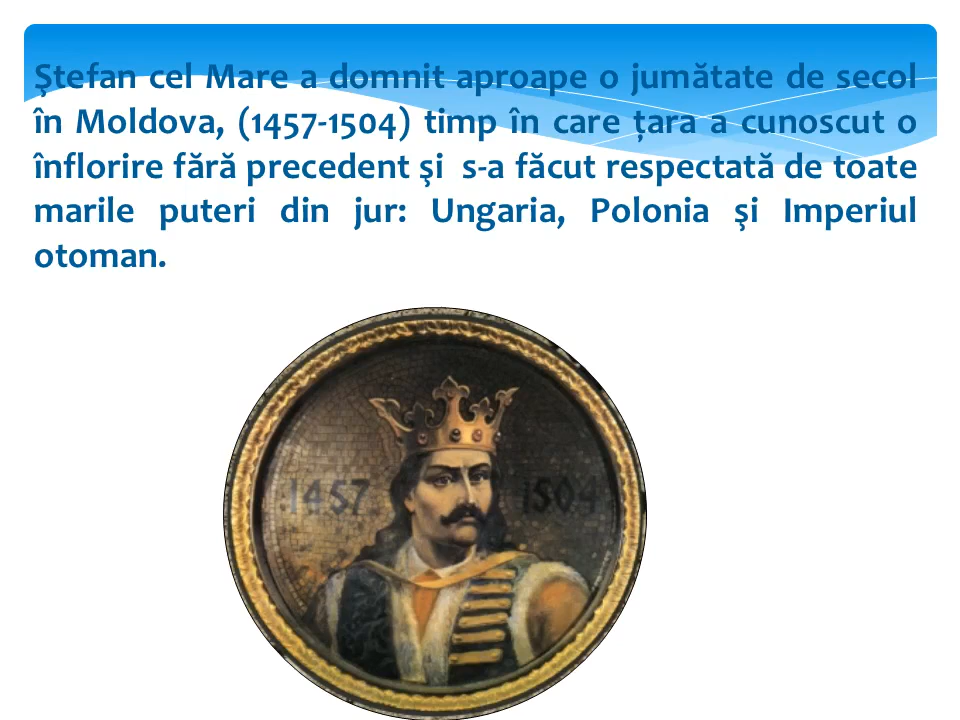 Ştefan cel Mare a domnit aproape o jumătate de secol
în Moldova, (1457-1504) timp în care ţara a cunoscut o
înflorire fără precedent şi  s-a făcut respectată de toate
marile puteri din jur: Ungaria, Polonia şi Imperiul
otoman.
1457 1504